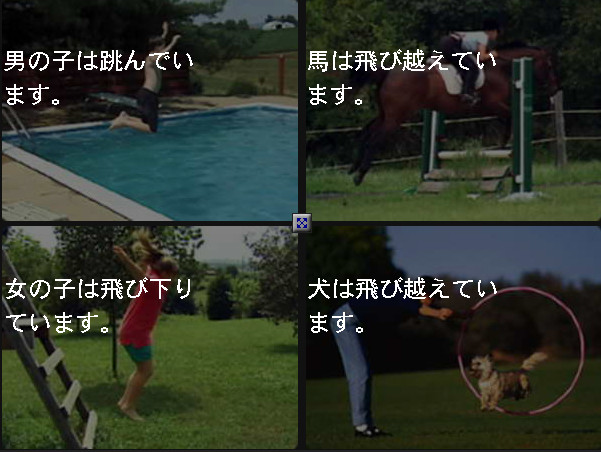 男の子は跳んでい
ます。
馬は飛び越えてい
ます。
女の子は飛び下り
ています。
犬は飛び越えてい
ます。